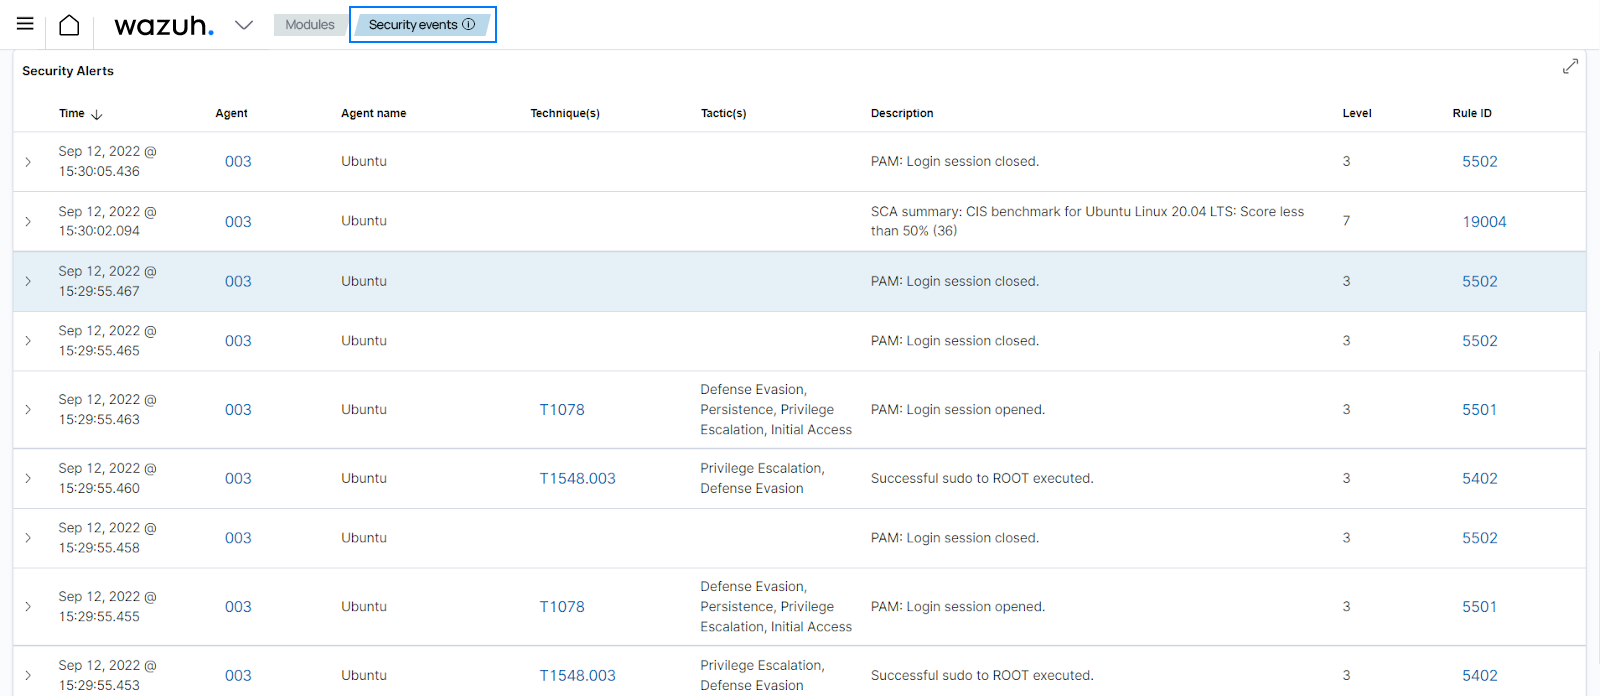 wazuh.
Modules
Security events
Security Alerts
Time Agent Agent name Technique(s) Tactic(s) Description Level Rule ID
Sep 12, 2022 @
15:30:05.436
003 Ubuntu PAM: Login session closed. 3 5502
Sep 12, 2022 @
15:30:02.094
003 Ubuntu
SCA summary: CIS benchmark for Ubuntu Linux 20.04 LTS: Score less
than 50% (36)
7 19004
Sep 12, 2022 @
15:29:55.467
003 Ubuntu PAM: Login session closed. 3 5502
Sep 12, 2022 @
15:29:55.465
003 Ubuntu PAM: Login session closed. 3 5502
Sep 12, 2022 @
15:29:55.463
003 Ubuntu T1078
Defense Evasion,
Persistence, Privilege
Escalation, Initial Access
PAM: Login session opened. 3 5501
Sep 12, 2022 @
15:29:55.460
003 Ubuntu T1548.003
Privilege Escalation,
Defense Evasion
Successful sudo to ROOT executed. 3 5402
Sep 12, 2022 @
15:29:55.458
003 Ubuntu PAM: Login session closed. 3 5502
Sep 12, 2022 @
15:29:55.455
003 Ubuntu T1078
Defense Evasion,
Persistence, Privilege
Escalation, Initial Access
PAM: Login session opened. 3 5501
Sep 12, 2022 @
15:29:55.453
003 Ubuntu T1548.003
Privilege Escalation,
Defense Evasion
Successful sudo to ROOT executed. 3 5402